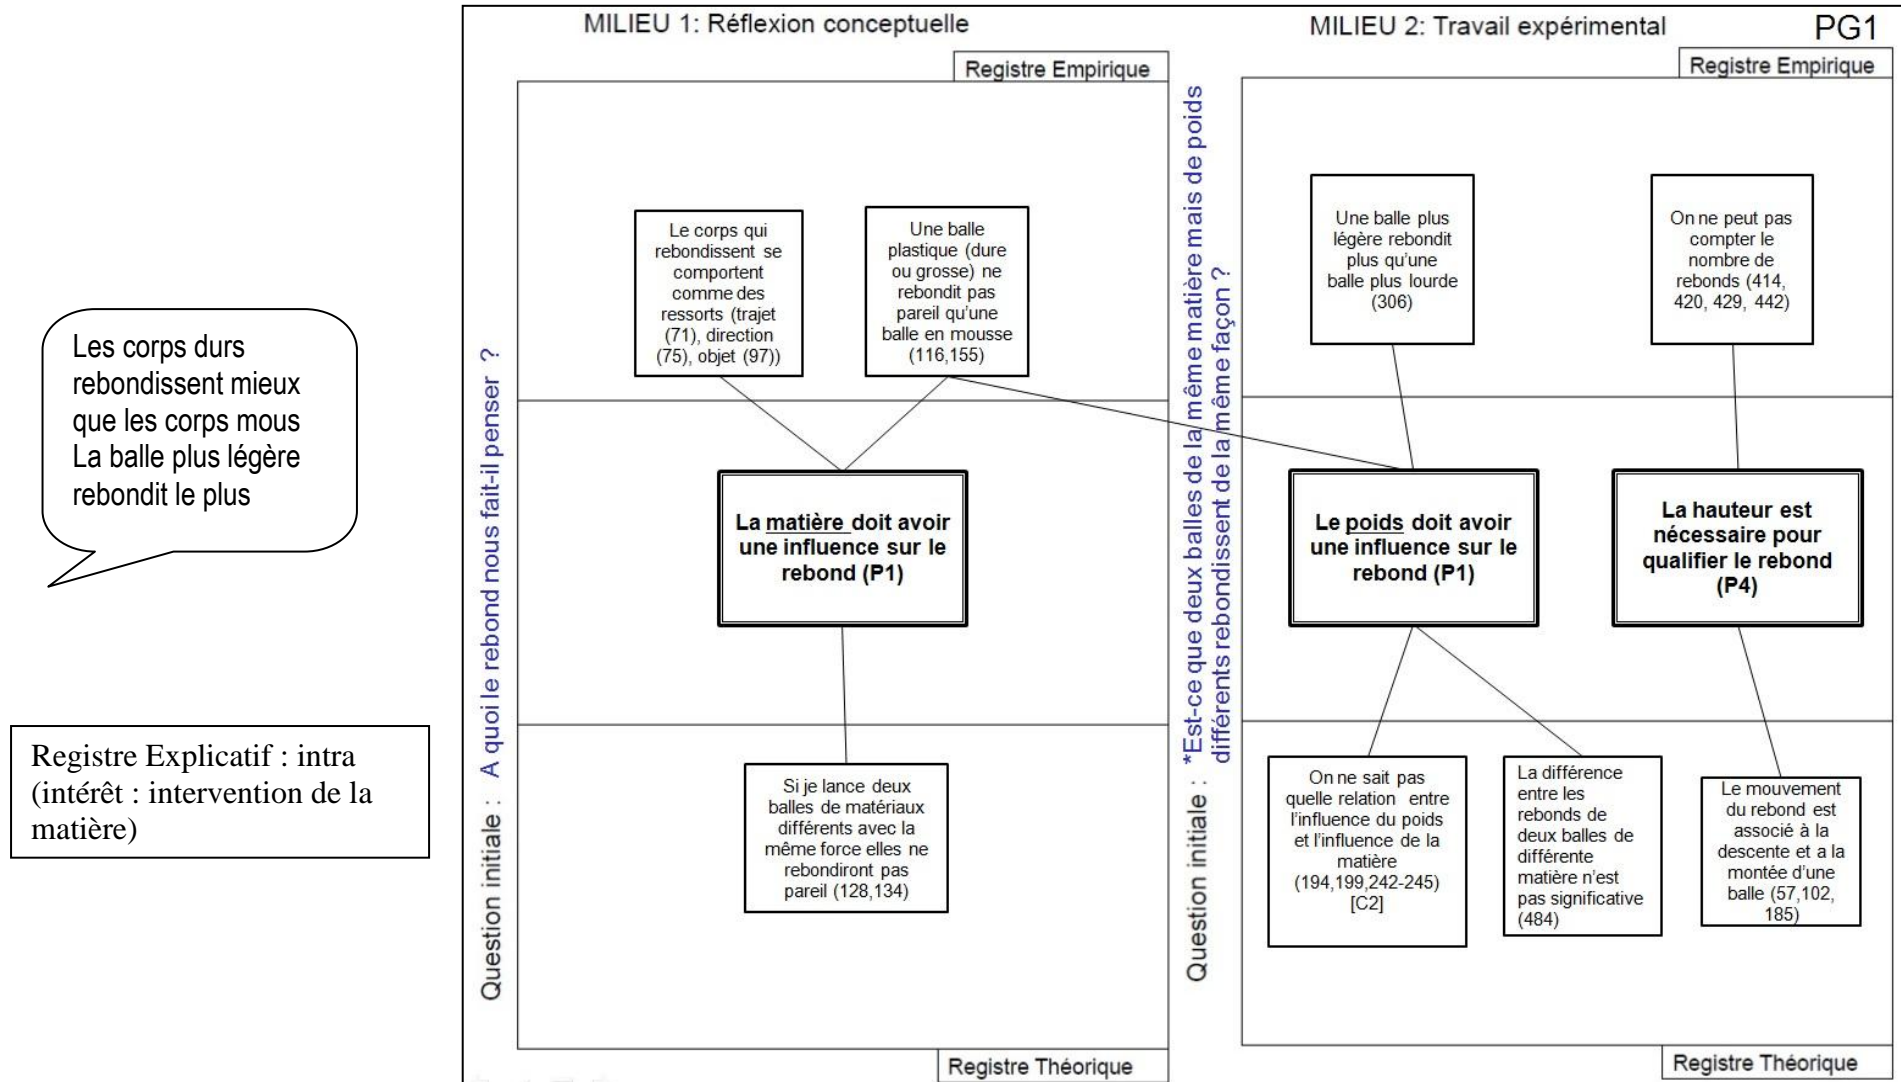 MILIEU 1: Réflexion conceptuelle
MILIEU 2: Travail expérimental
PG1
Registre Empirique
Registre Empirique
Les corps durs
rebondissent mieux
que les corps mous
La balle plus légère
rebondit le plus
Registre Explicatif : intra
(intérêt : intervention de la
matière)
Question initiale : A quoi le rebond nous fait-il penser ?
Le corps qui
rebondissent se
comportent
comme des
ressorts (trajet
(71), direction
(75), objet (97))
Une balle
plastique (dure
ou grosse) ne
rebondit pas
pareil qu'une
balle en mousse
(116,155)
La matière doit avoir
une influence sur le
rebond (P1)
Si je lance deux
balles de matériaux
différents avec la
même force elles ne
rebondiront pas
pareil (128,134)
Registre Théorique
Question initiale : *Est-ce que deux balles de la même matière mais de poids
différents rebondissent de la même façon ?
Une balle plus
légère rebondit
plus qu'une
balle plus lourde
(306)
On ne peut pas
compter le
nombre de
rebonds (414,
420, 429, 442)
Le poids doit avoir
une influence sur le
rebond (P1)
La hauteur est
nécessaire pour
qualifier le rebond
(P4)
On ne sait pas
quelle relation entre
l'influence du poids
et l'influence de la
matière
(194,199,242-245)
[C2]
La différence
entre les
rebonds de
deux balles de
différente
matière n'est
pas significative
(484)
Le mouvement
du rebond est
associé à la
descente et a la
montée d'une
balle (57,102,
185)
Registre Théorique